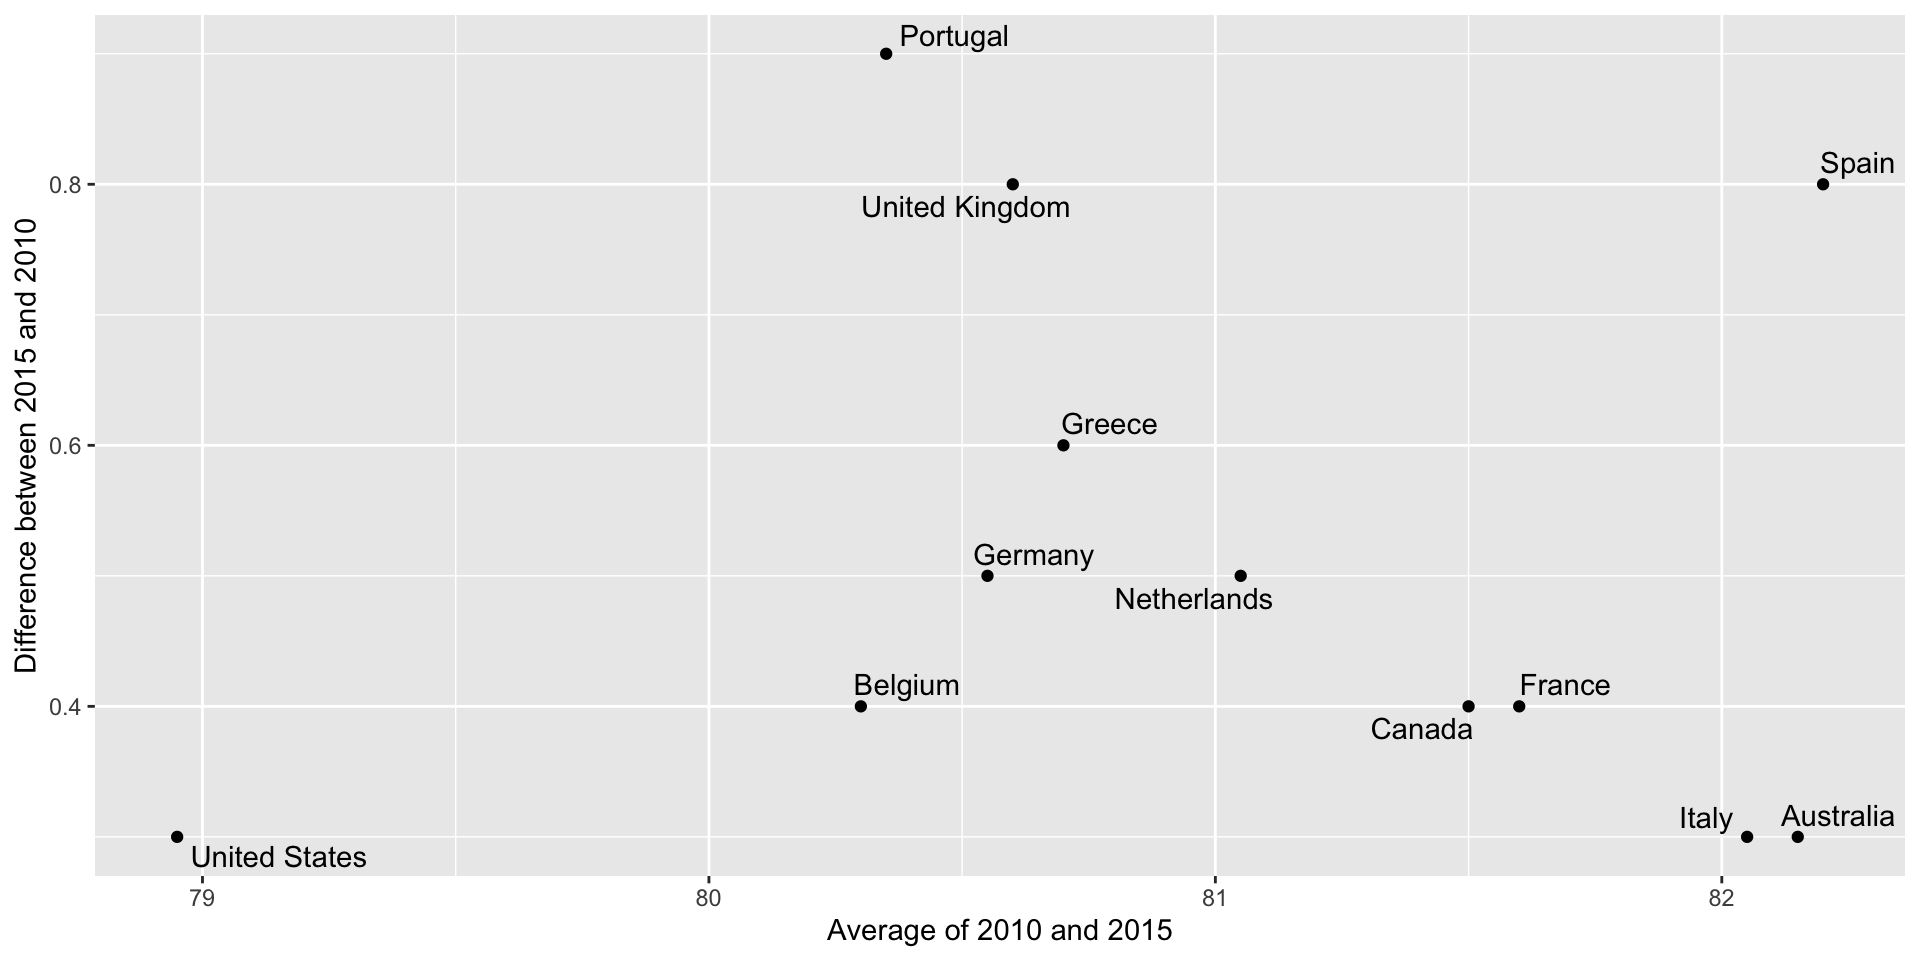 Portugal
Spain
0.8
United Kingdom
Difference between 2015 and 2010
Greece
0.6
Germany
Netherlands
Belgium
France
0.4
Canada
Italy
Australia
United States
79
80
81
82
Average of 2010 and 2015